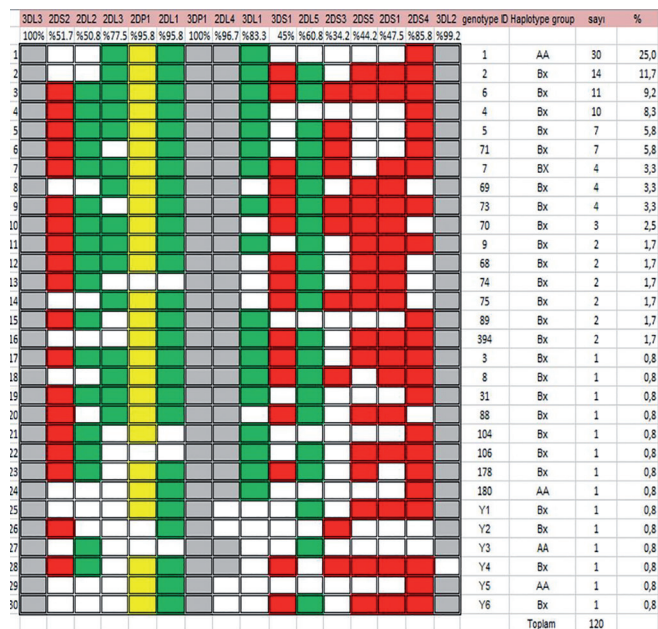 3DL3 2DS2 2DL2 2DL3 2DP1 2DL1 3DP1 2DL4 3DL1 3DS1 2DL5 2DS3 2DS5 2DS1 2DS4 3DL2 genotype ID Haplotype group sayı %
100% %51.7 %50.8 %77.5 %95.8 %95.8 100% %96.7 %83.3 45% %60.8 %34.2 %44.2 %47.5 %85.8 %99.2
1 1 AA 30 25,0
2 2 Bx 14 11,7
3 6 Bx 11 9,2
4 4 Bx 10 8,3
5 5 Bx 7 5,8
6 71 Bx 7 5,8
7 7 BX 4 3,3
8 69 Bx 4 3,3
9 73 Bx 4 3,3
10 70 Bx 3 2,5
11 9 Bx 2 1,7
12 68 Bx 2 1,7
13 74 Bx 2 1,7
14 75 Bx 2 1,7
15 89 Bx 2 1,7
16 394 Bx 2 1,7
17 3 Bx 1 0,8
18 8 Bx 1 0,8
19 31 Bx 1 0,8
20 88 Bx 1 0,8
21 104 Bx 1 0,8
22 106 Bx 1 0,8
23 178 Bx 1 0,8
24 180 AA 1 0,8
25 Y1 Bx 1 0,8
26 Y2 Bx 1 0,8
27 Y3 AA 1 0,8
28 Y4 Bx 1 0,8
29 Y5 AA 1 0,8
30 Y6 Bx 1 0,8
Toplam 120